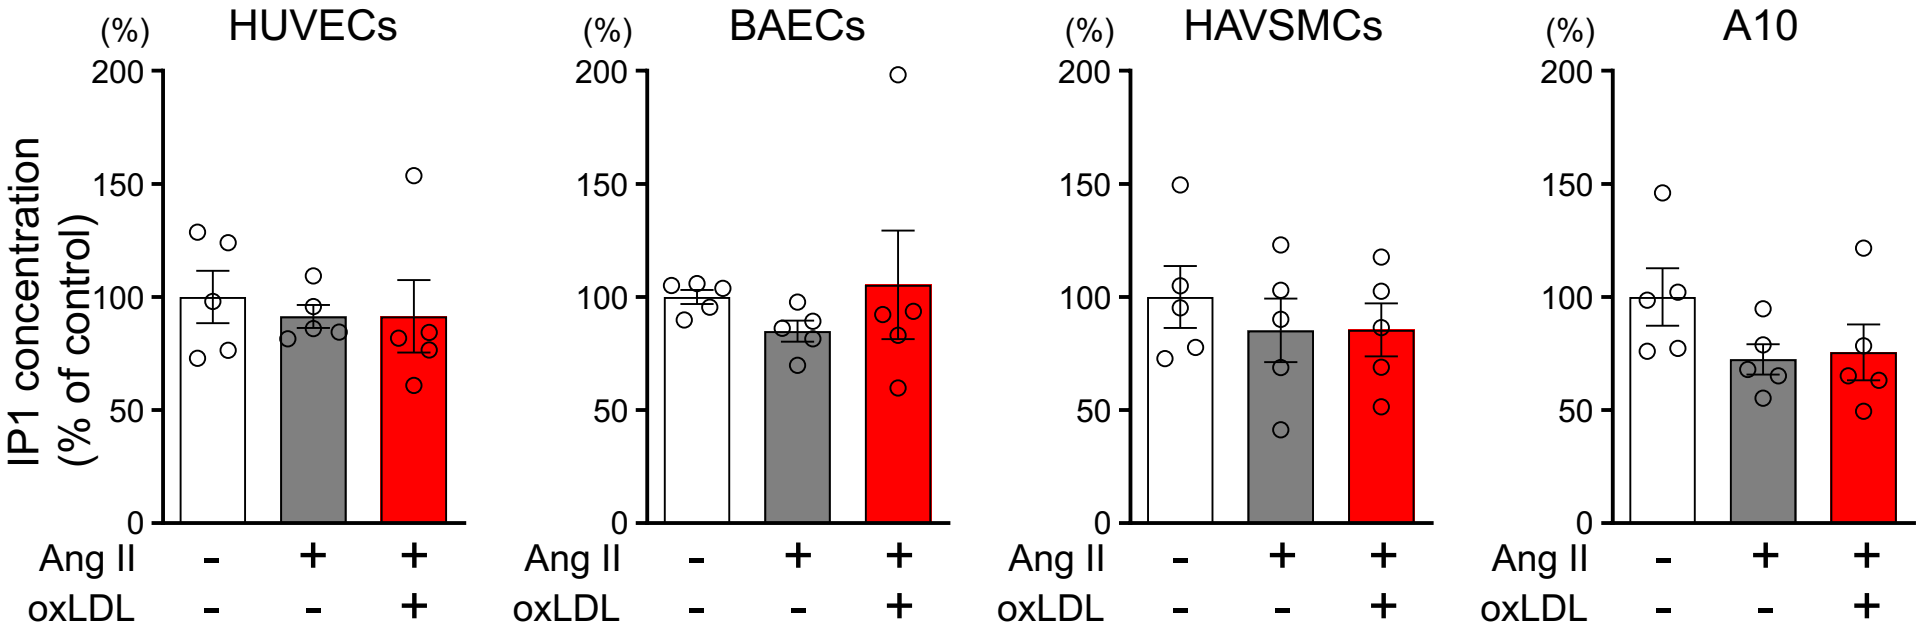 HUVECs
BAECs
HAVSMCs
A10
(%)
(%)
(%)
(%)
IP1 concentration
(% of control)
200
150
100
50
0
200
150
100
50
0
200
150
100
50
0
200
150
100
50
0
Ang II - + +
oxLDL - - +
Ang II - + +
oxLDL - - +
Ang II - + +
oxLDL - - +
Ang II - + +
oxLDL - - +